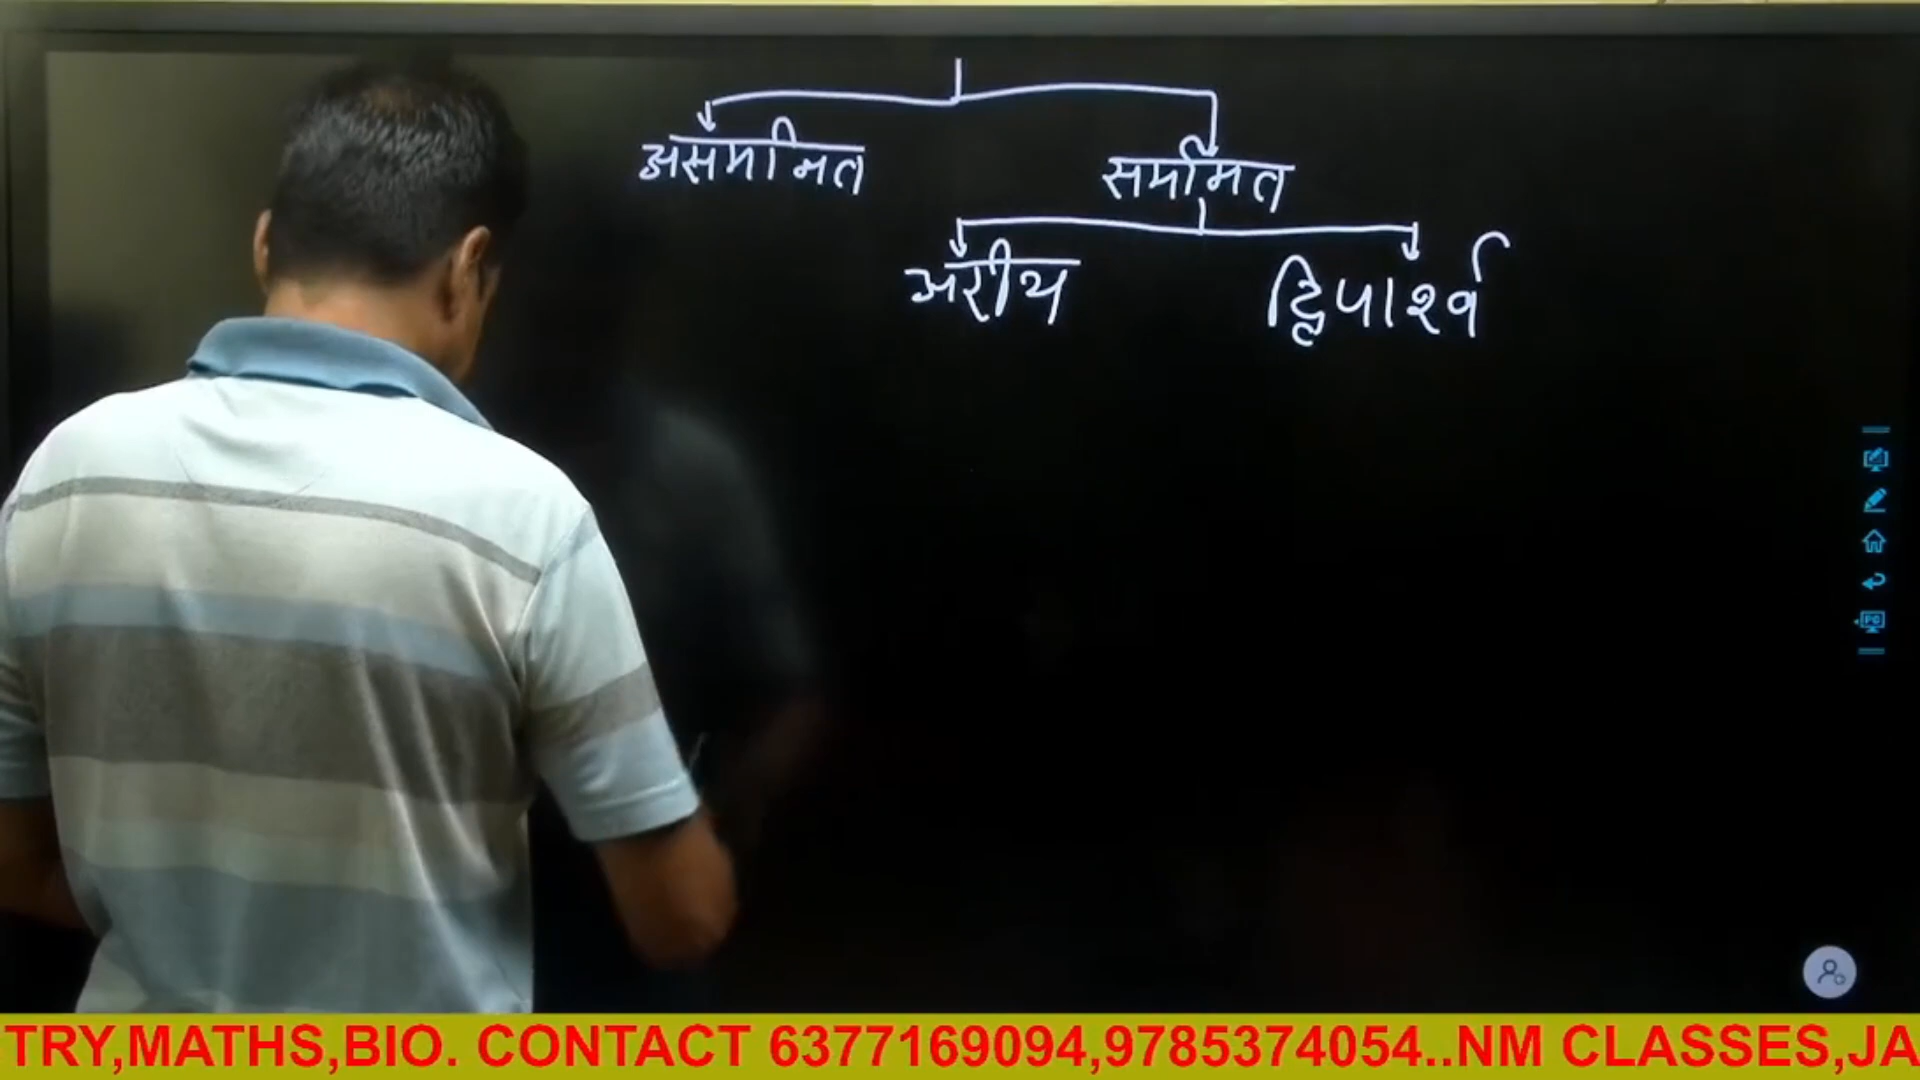 असममित
सममित
अरीय
द्विपार्श्व
TRY,MATHS,BIO. CONTACT 6377169094,9785374054..NM CLASSES,JA